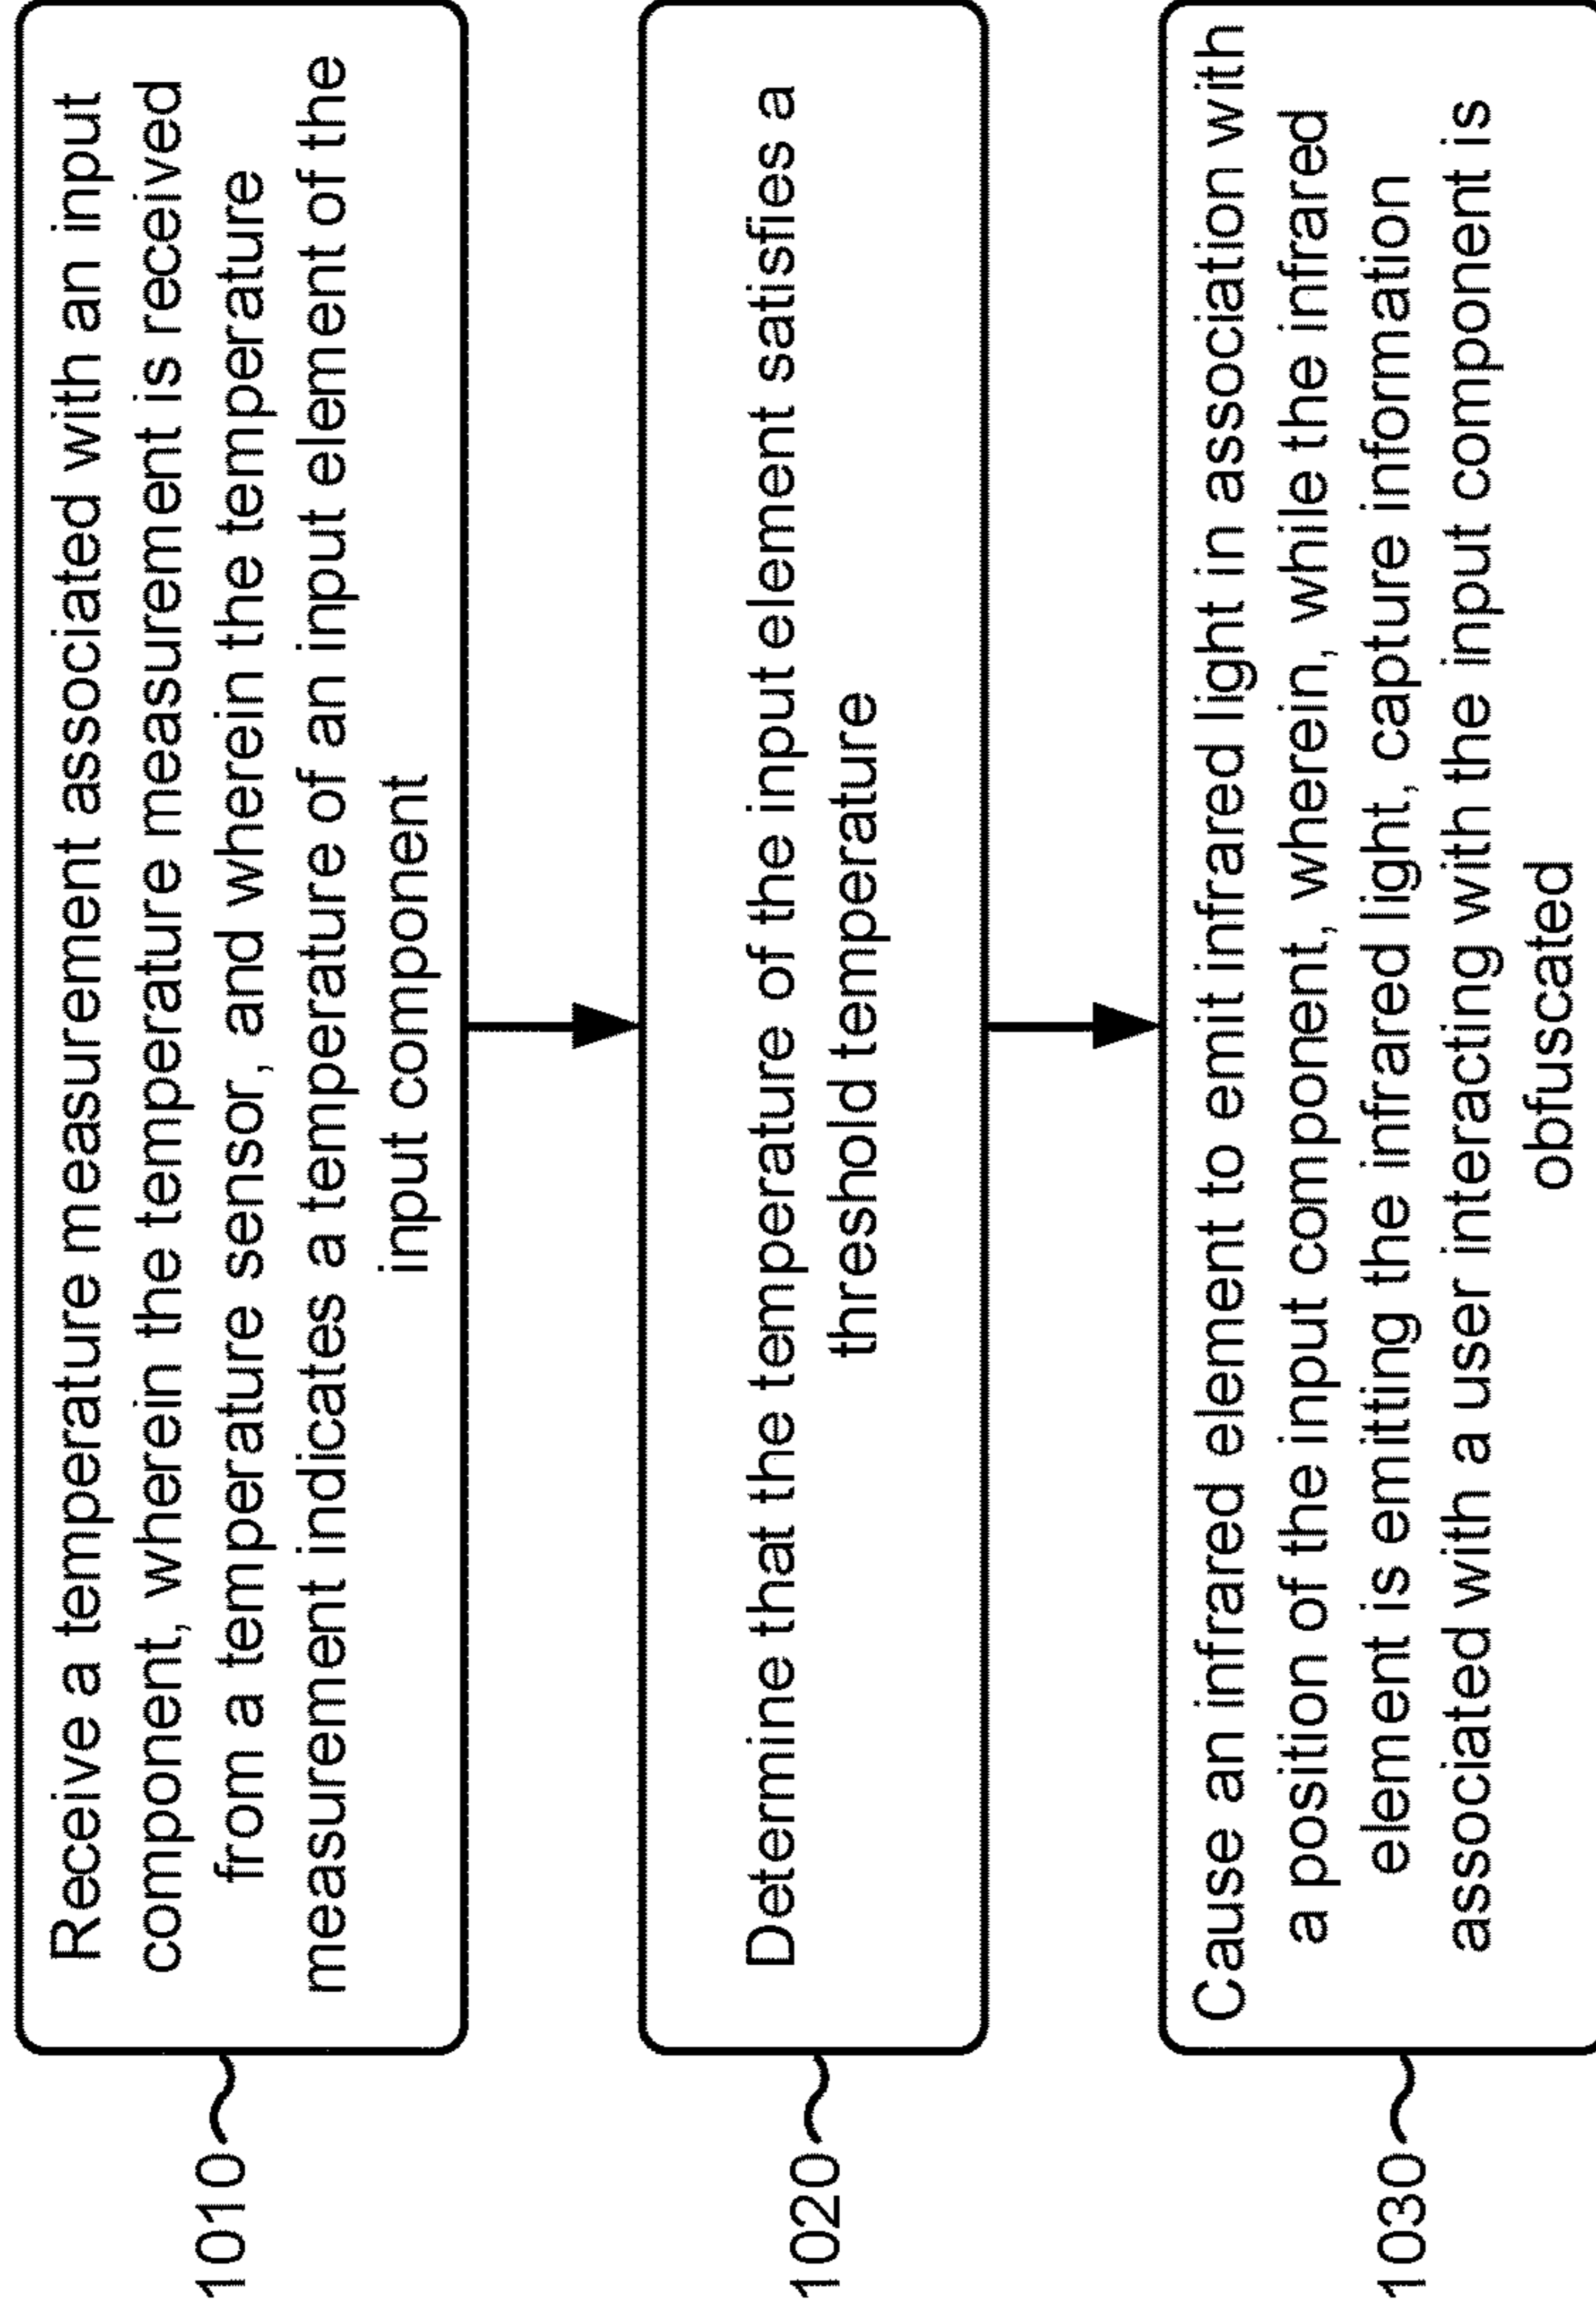 1010
Receive a temperature measurement associated with an input
component, wherein the temperature measurement is received
from a temperature sensor, and wherein the temperature
measurement indicates a temperature of an input element of the
input component
1020
Determine that the temperature of the input element satisfies a
threshold temperature
1030
Cause an infrared element to emit infrared light in association with
a position of the input component, wherein, while the infrared
element is emitting the infrared light, capture information
associated with a user interacting with the input component is
obfuscated